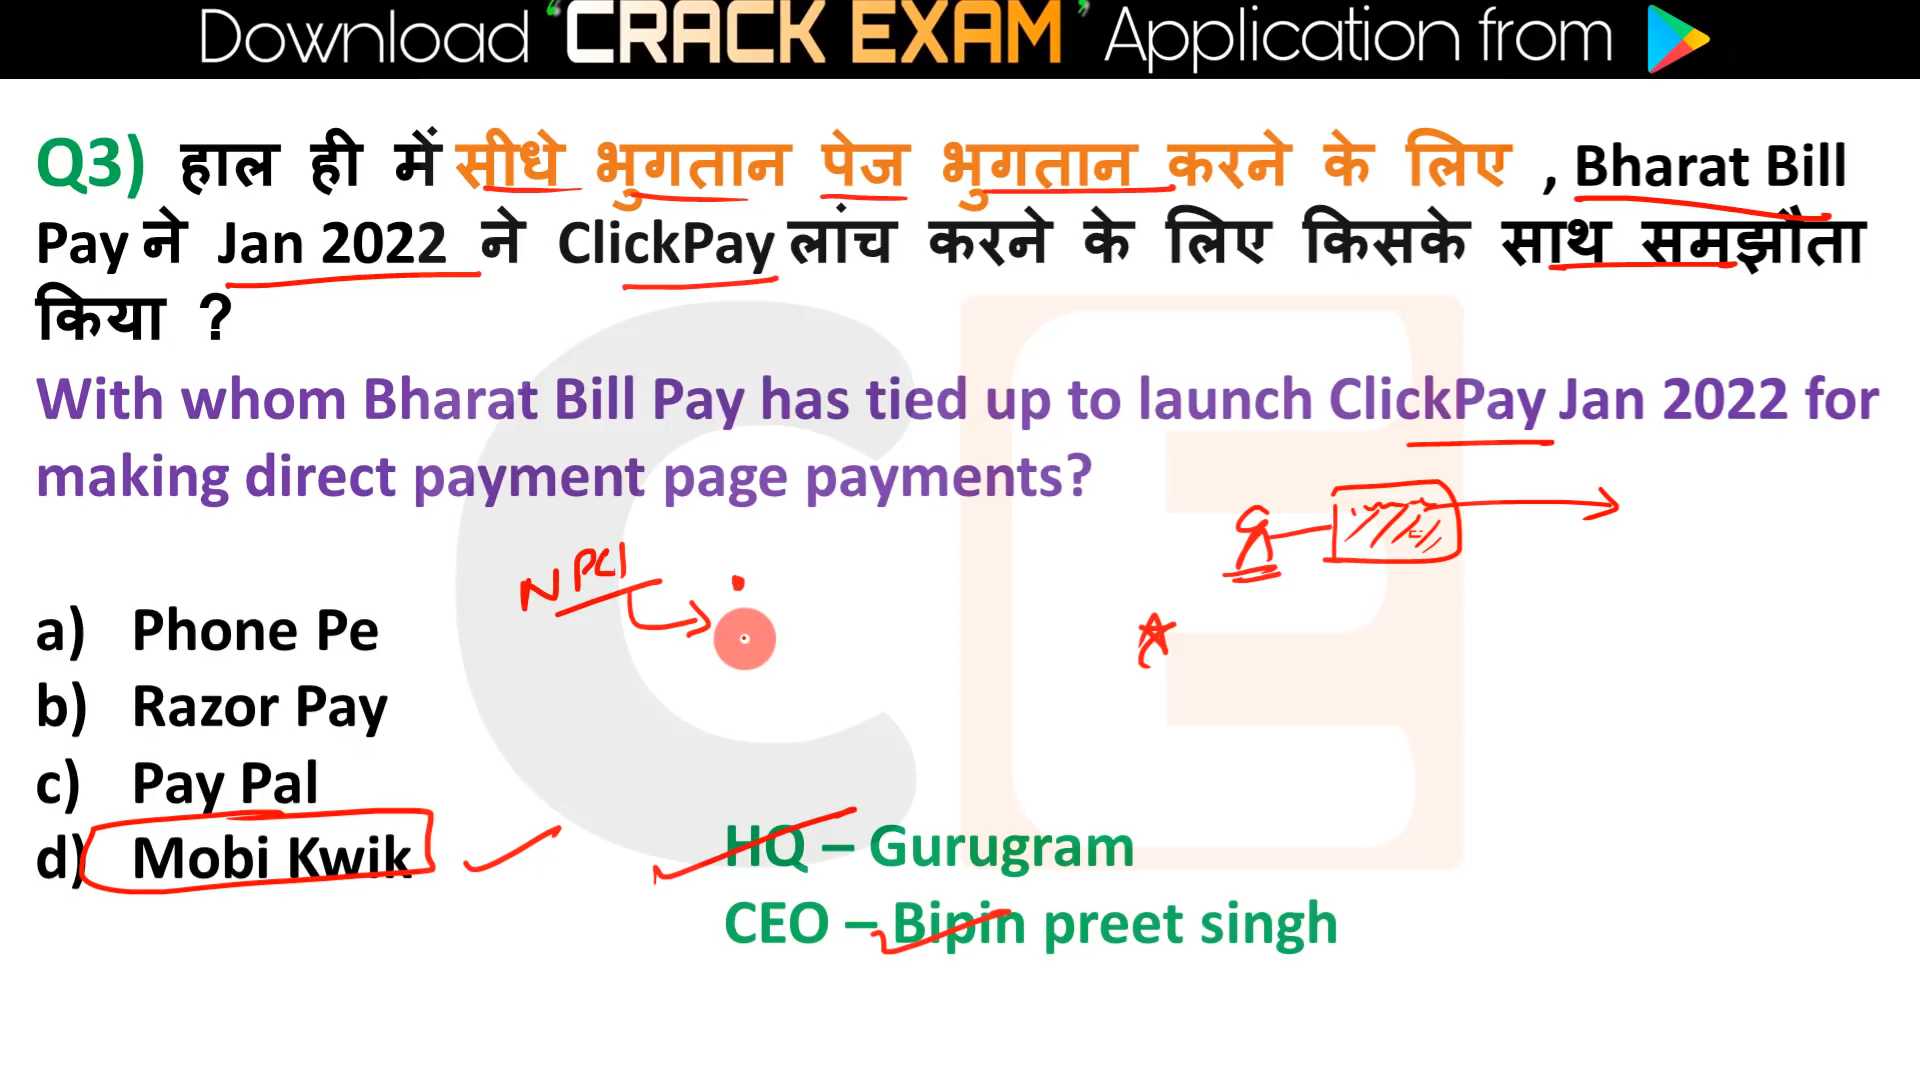 Download 'CRACK EXAM' Application from
Q3) हाल ही में सीधे भुगतान पेज भुगतान करने के लिए , Bharat Bill
Pay ने Jan 2022 ने ClickPay लांच करने के लिए किसके साथ समझौता
किया ?
With whom Bharat Bill Pay has tied up to launch ClickPay Jan 2022 for
making direct payment page payments?
NPCI
a) Phone Pe
b) Razor Pay
c) Pay Pal
d) Mobi Kwik
HQ – Gurugram
CEO – Bipin preet singh
CE